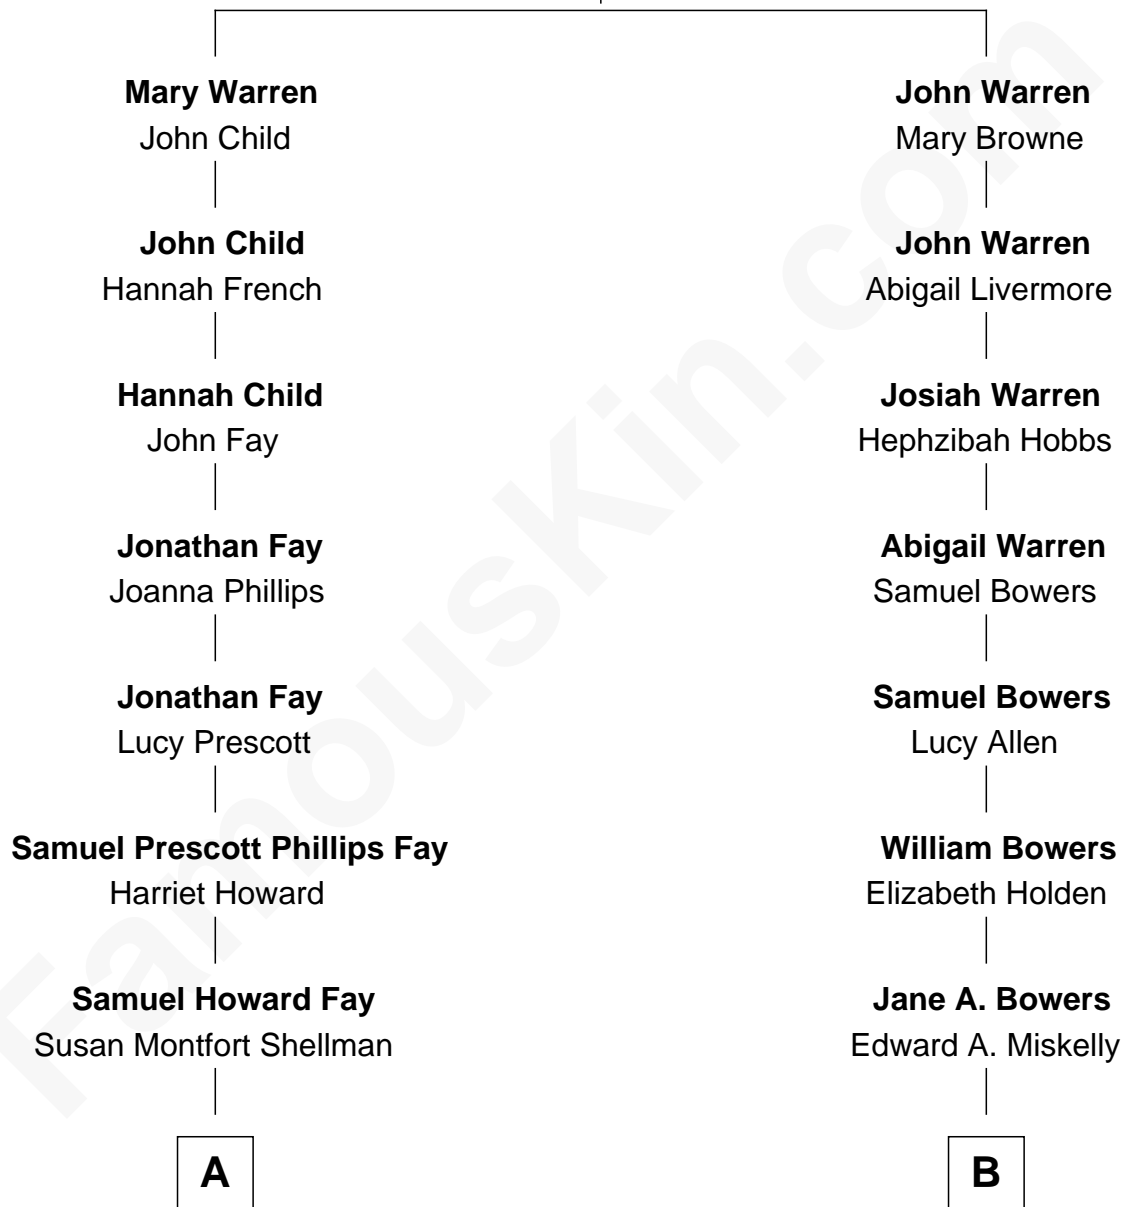 Mary Warren
John Child
John Child
Hannah French
Hannah Child
John Fay
Jonathan Fay
Joanna Phillips
Jonathan Fay
Lucy Prescott
Samuel Prescott Phillips Fay
Harriet Howard
Samuel Howard Fay
Susan Montfort Shellman
A
John Warren
Mary Browne
John Warren
Abigail Livermore
Josiah Warren
Hephzibah Hobbs
Abigail Warren
Samuel Bowers
Samuel Bowers
Lucy Allen
William Bowers
Elizabeth Holden
Jane A. Bowers
Edward A. Miskelly
B
FamousKin.com